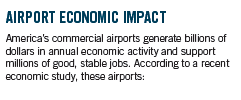 AIRPORT ECONOMIC IMPACT
America's commercial airports generate billions of
dollars in annual economic activity and support
millions of good, stable jobs. According to a recent
economic study, these airports: